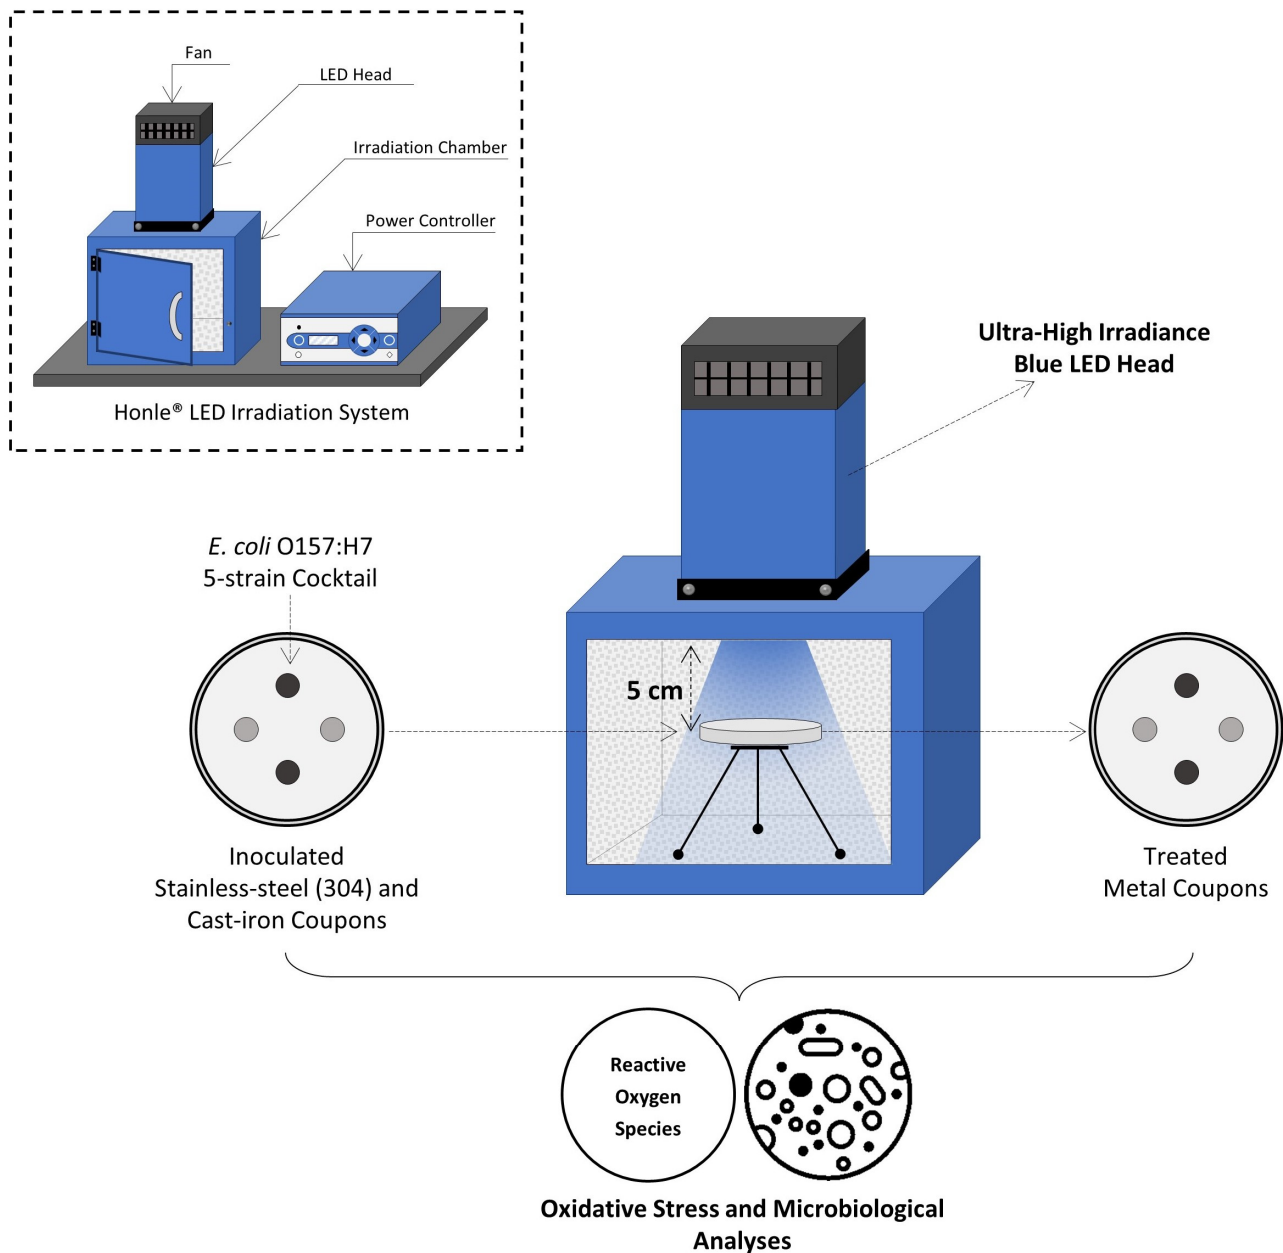 Fan
LED Head
Irradiation Chamber
Power Controller
Honle® LED Irradiation System
Ultra-High Irradiance
Blue LED Head
E. coli O157:H7
5-strain Cocktail
5 cm
Inoculated
Stainless-steel (304) and
Cast-iron Coupons
Treated
Metal Coupons
Reactive
Oxygen
Species
Oxidative Stress and Microbiological
Analyses